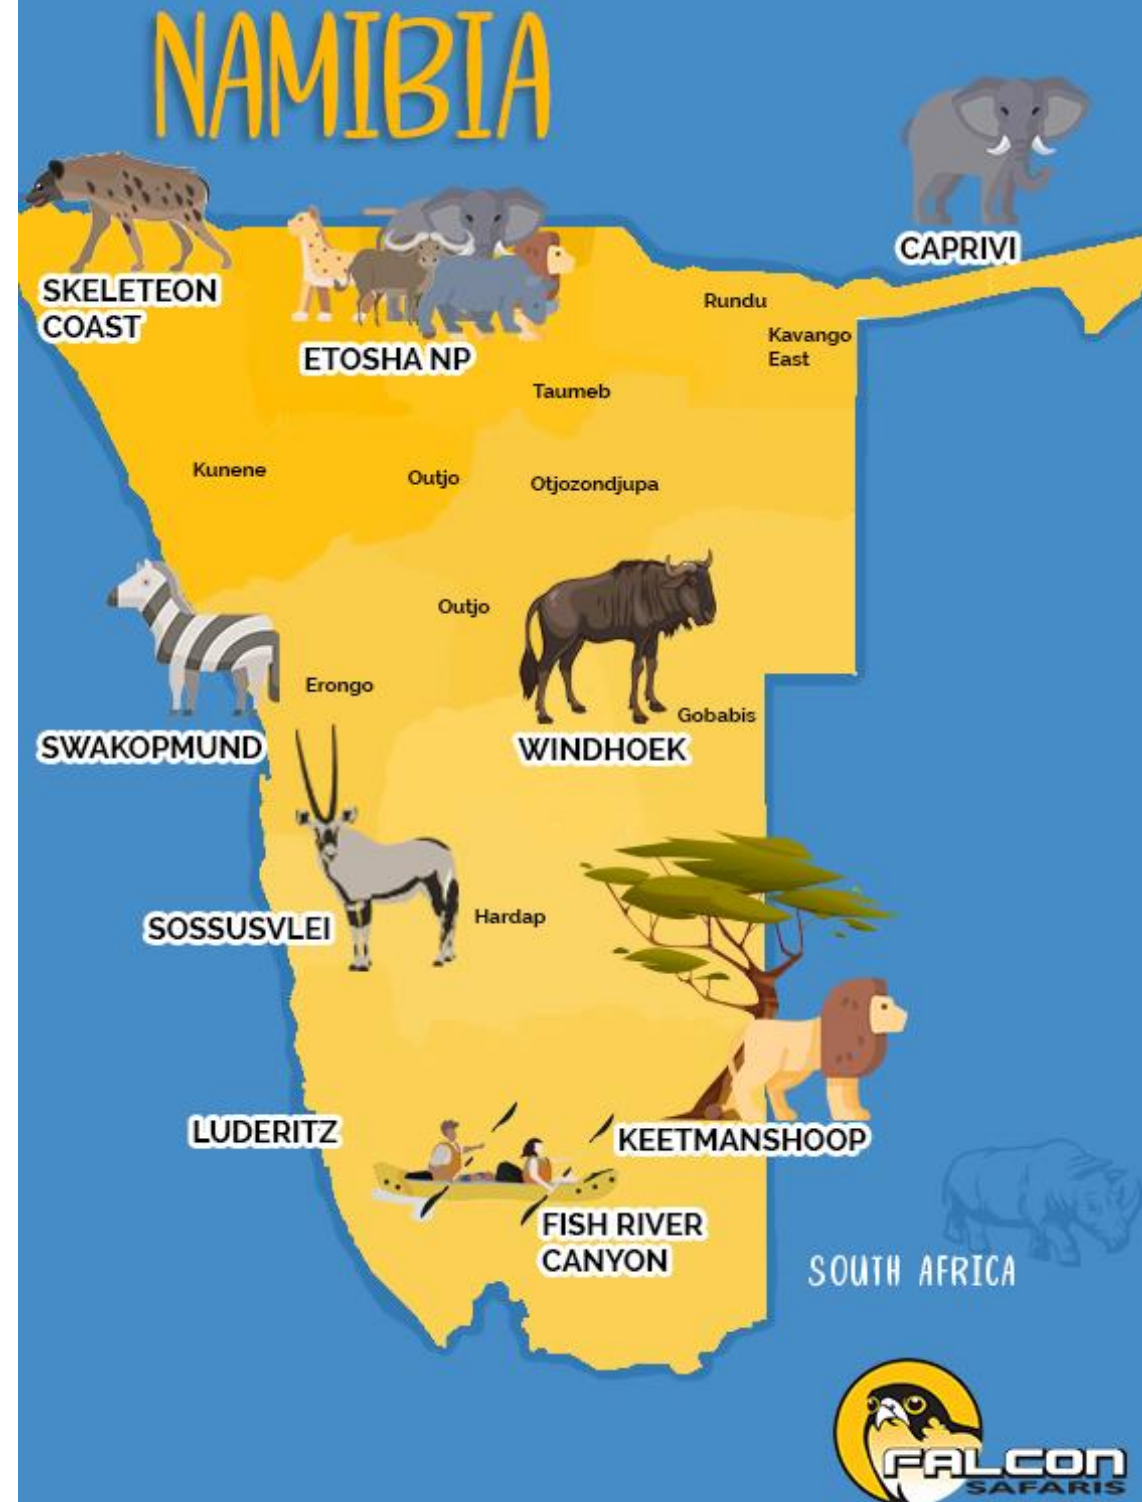 NAMIBIA
CAPRIVI
SKELETEON
COAST
Rundu
Kavango
East
ETOSHA NP
Taumeb
Kunene
Outjo
Otjozondjupa
Outjo
Erongo
Gobabis
SWAKOPMUND
WINDHOEK
Hardap
SOSSUSVLEI
LUDERITZ
KEETMANSHOOP
FISH RIVER
CANYON
SOUTH AFRICA
FALCON
SAFARIS